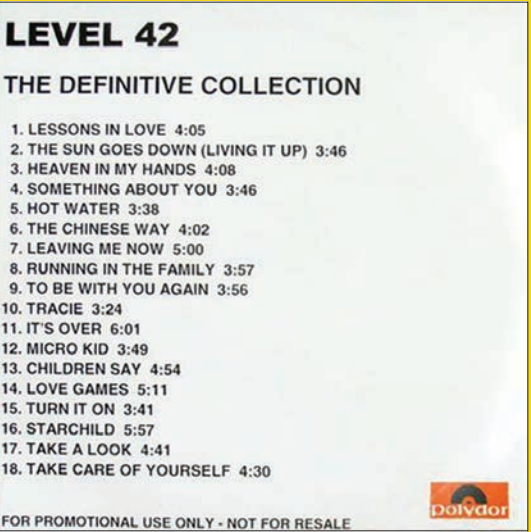 LEVEL 42
THE DEFINITIVE COLLECTION
1. LESSONS IN LOVE 4:05
2. THE SUN GOES DOWN (LIVING IT UP) 3:46
3. HEAVEN IN MY HANDS 4:08
4. SOMETHING ABOUT YOU 3:46
5. HOT WATER 3:38
6. THE CHINESE WAY 4:02
7. LEAVING ME NOW 5:00
8. RUNNING IN THE FAMILY 3:57
9. TO BE WITH YOU AGAIN 3:56
10. TRACIE 3:24
11. IT'S OVER 6:01
12. MICRO KID 3:49
13. CHILDREN SAY 4:54
14. LOVE GAMES 5:11
15. TURN IT ON 3:41
16. STARCHILD 5:57
17. TAKE A LOOK 4:41
18. TAKE CARE OF YOURSELF 4:30
polydor
FOR PROMOTIONAL USE ONLY - NOT FOR RESALE